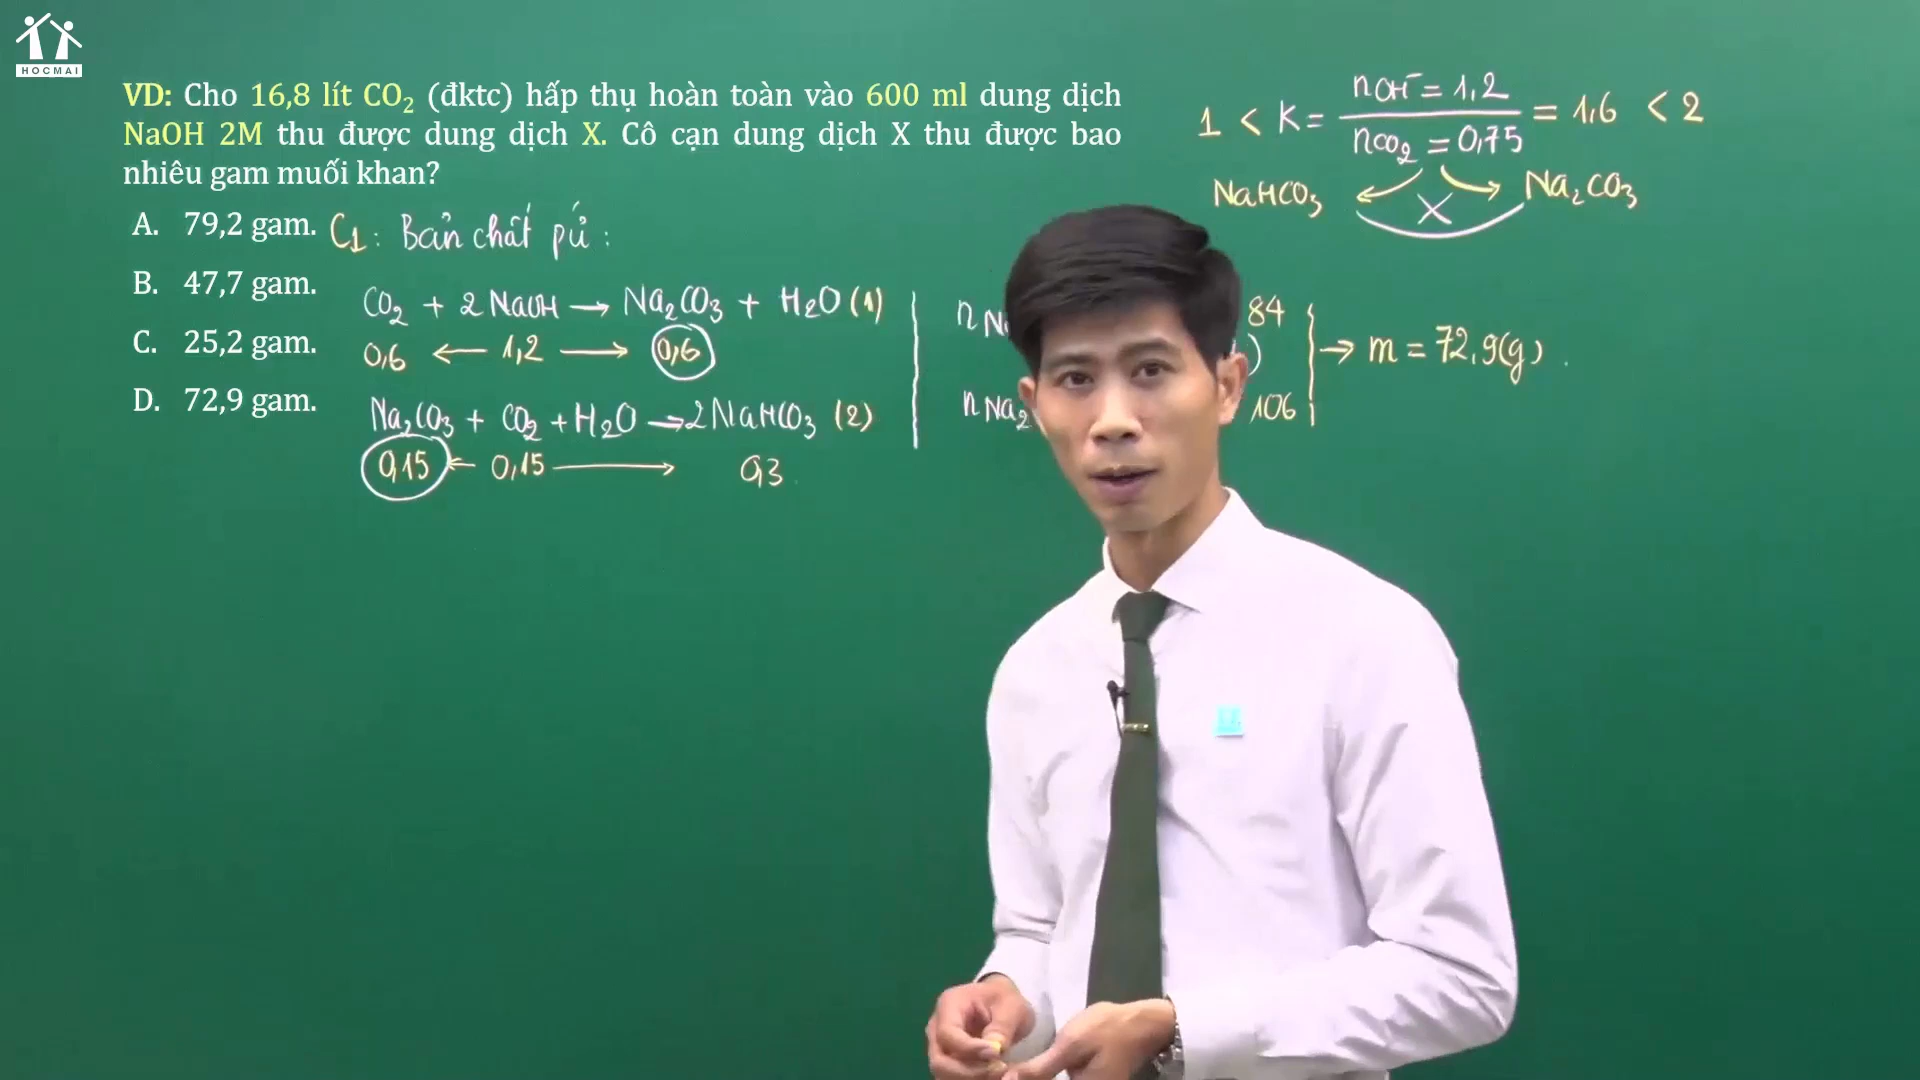 HOCMAI
VD: Cho 16,8 lít CO₂ (đktc) hấp thụ hoàn toàn vào 600 ml dung dịch
NaOH 2M thu được dung dịch X. Cô cạn dung dịch X thu được bao
nhiêu gam muối khan?
A. 79,2 gam.
B. 47,7 gam.
C. 25,2 gam.
D. 72,9 gam.
C1: Bản chất pứ:
CO₂ + 2NaOH → Na₂CO₃ + H₂O (1)
0,6 ← 1,2 → 0,6
Na₂CO₃ + CO₂ + H₂O → 2NaHCO₃ (2)
0,15 ← 0,15 → 0,3
1 < K = nOH⁻ = 1,2 / nCO₂ = 0,75 = 1,6 < 2
NaHCO₃ X Na₂CO₃
n 84
→ m = 72,9(g).
nNa₂ 106